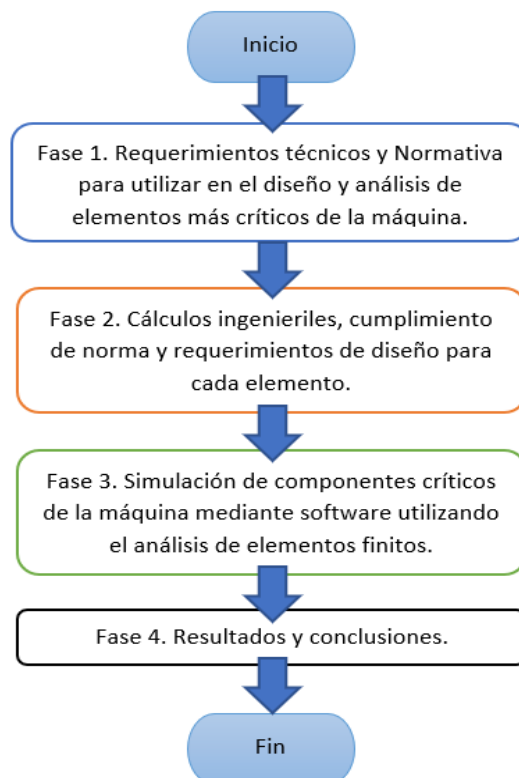 Inicio
Fase 1. Requerimientos técnicos y Normativa
para utilizar en el diseño y análisis de
elementos más críticos de la máquina.
Fase 2. Cálculos ingenieriles, cumplimiento
de norma y requerimientos de diseño para
cada elemento.
Fase 3. Simulación de componentes críticos
de la máquina mediante software utilizando
el análisis de elementos finitos.
Fase 4. Resultados y conclusiones.
Fin